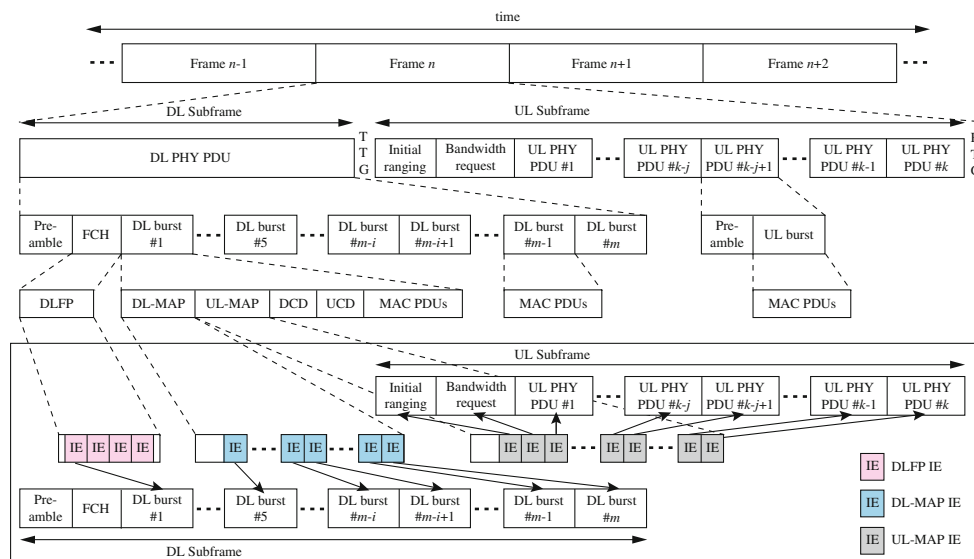 time
Frame n-1 Frame n Frame n+1 Frame n+2
DL Subframe UL Subframe
DL PHY PDU
T T G
Initial ranging
Bandwidth request
UL PHY PDU #1
UL PHY PDU #k-j
UL PHY PDU #k-j+1
UL PHY PDU #k-1
UL PHY PDU #k
Pre-amble
FCH
DL burst #1
DL burst #5
DL burst #m-i
DL burst #m-i+1
DL burst #m-1
DL burst #m
Pre-amble
UL burst
DLFP
DL-MAP UL-MAP DCD UCD MAC PDUs
MAC PDUs
MAC PDUs
UL Subframe
Initial ranging
Bandwidth request
UL PHY PDU #1
UL PHY PDU #k-j
UL PHY PDU #k-j+1
UL PHY PDU #k-1
UL PHY PDU #k
IE IE IE IE
IE IE IE IE IE
IE IE IE IE IE IE IE
IE DLFP IE
IE DL-MAP IE
IE UL-MAP IE
Pre-amble
FCH
DL burst #1
DL burst #5
DL burst #m-i
DL burst #m-i+1
DL burst #m-1
DL burst #m
DL Subframe